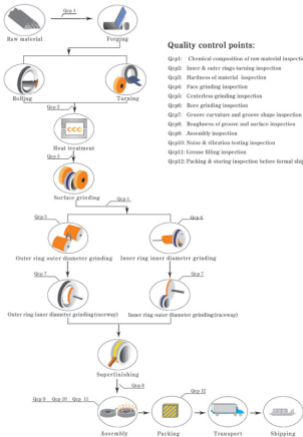 Qcp 1
Raw material
Forging
Quality control points:
Qcp1: Chemical composition of raw material inspection
Qcp2: Inner & outer rings turning inspection
Qcp3: Hardness of material inspection
Qcp4: Face grinding inspection
Qcp5: Centerless grinding inspection
Qcp6: Bore grinding inspection
Qcp7: Groove curvature and groove shape inspection
Qcp8: Roughness of groove and surface inspection
Qcp9: Assembly inspection
Qcp10: Noise & vibration testing inspection
Qcp11: Grease filling inspection
Qcp12: Packing & storing inspection before formal ship
Rolling
Turning
Qcp 2
CCC
Heat treatment
Qcp 3
Surface grinding
Qcp 4
Qcp 5
Qcp 6
Outer ring outer diameter grinding
Inner ring inner diameter grinding
Qcp 7
Qcp 7
Outer ring inner diameter grinding(raceway)
Inner ring outer diameter grinding(raceway)
Superfinishing
Qcp 8
Qcp 9 Qcp 10 Qcp 11
Qcp 12
Assembly
Packing
Transport
Shipping